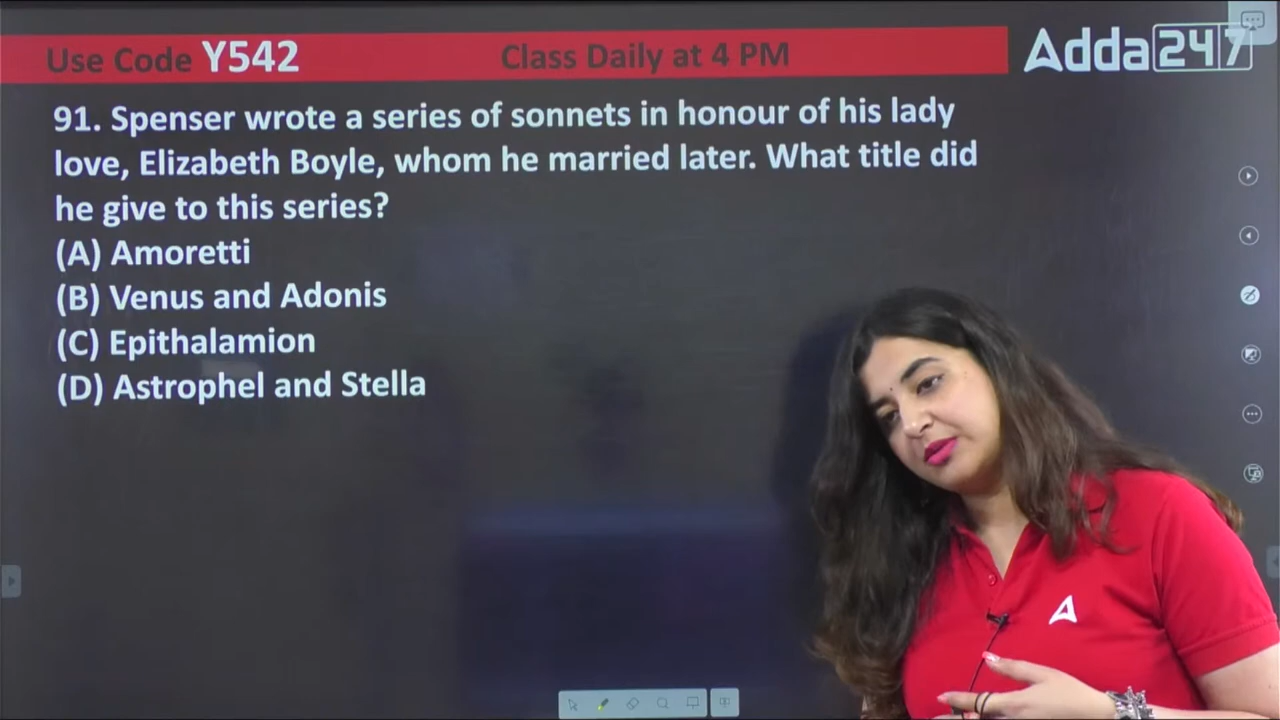 Use Code Y542 Class Daily at 4 PM Adda247
91. Spenser wrote a series of sonnets in honour of his lady
love, Elizabeth Boyle, whom he married later. What title did
he give to this series?
(A) Amoretti
(B) Venus and Adonis
(C) Epithalamion
(D) Astrophel and Stella